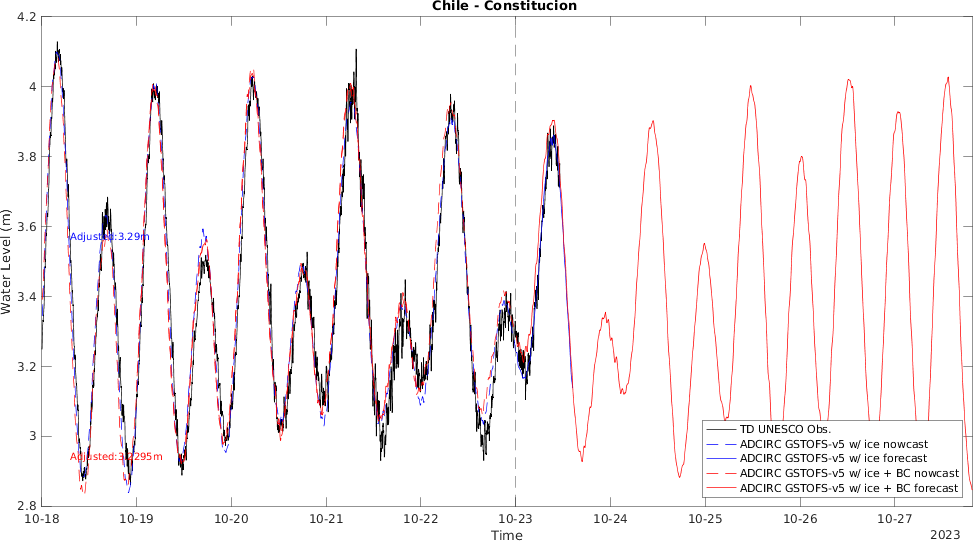 Chile - Constitucion
4.2
4
3.8
3.6
3.4
3.2
3
2.8
Water Level (m)
Adjusted:3.29m
Adjusted:3.2295m
TD UNESCO Obs.
ADCIRC GSTOFS-v5 w/ ice nowcast
ADCIRC GSTOFS-v5 w/ ice forecast
ADCIRC GSTOFS-v5 w/ ice + BC nowcast
ADCIRC GSTOFS-v5 w/ ice + BC forecast
10-18 10-19 10-20 10-21 10-22 10-23 10-24 10-25 10-26 10-27
Time
2023